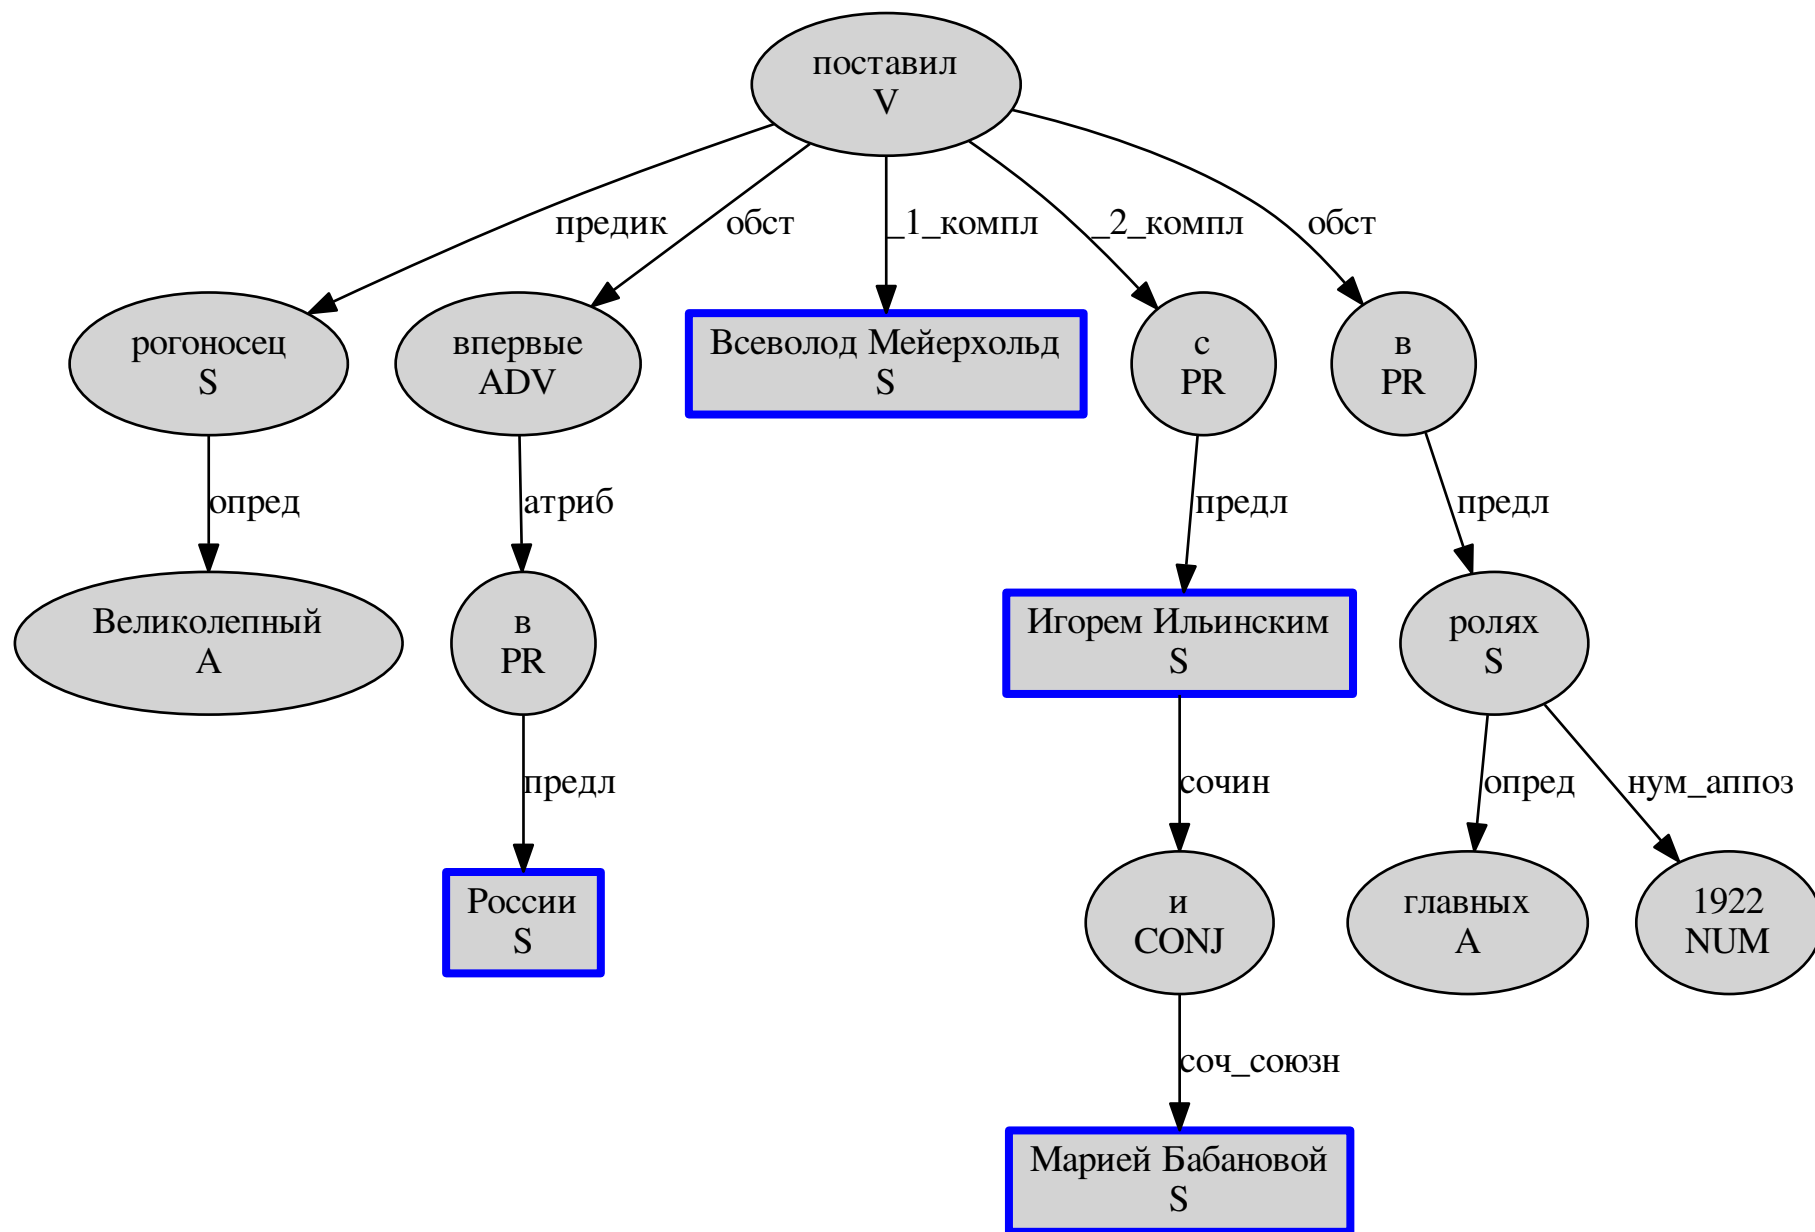 поставил
V
предик
обст
_1_компл
_2_компл
обст
рогоносец
S
впервые
ADV
Всеволод Мейерхольд
S
с
PR
в
PR
опред
атриб
предл
предл
Великолепный
A
в
PR
Игорем Ильинским
S
ролях
S
предл
сочин
опред
нум_аппоз
России
S
и
CONJ
главных
A
1922
NUM
соч_союзн
Марией Бабановой
S